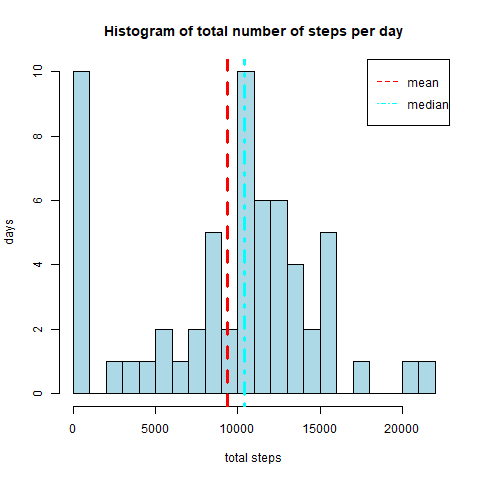 Histogram of total number of steps per day
mean
median
days
0
2
4
6
8
10
0
5000
10000
15000
20000
total steps